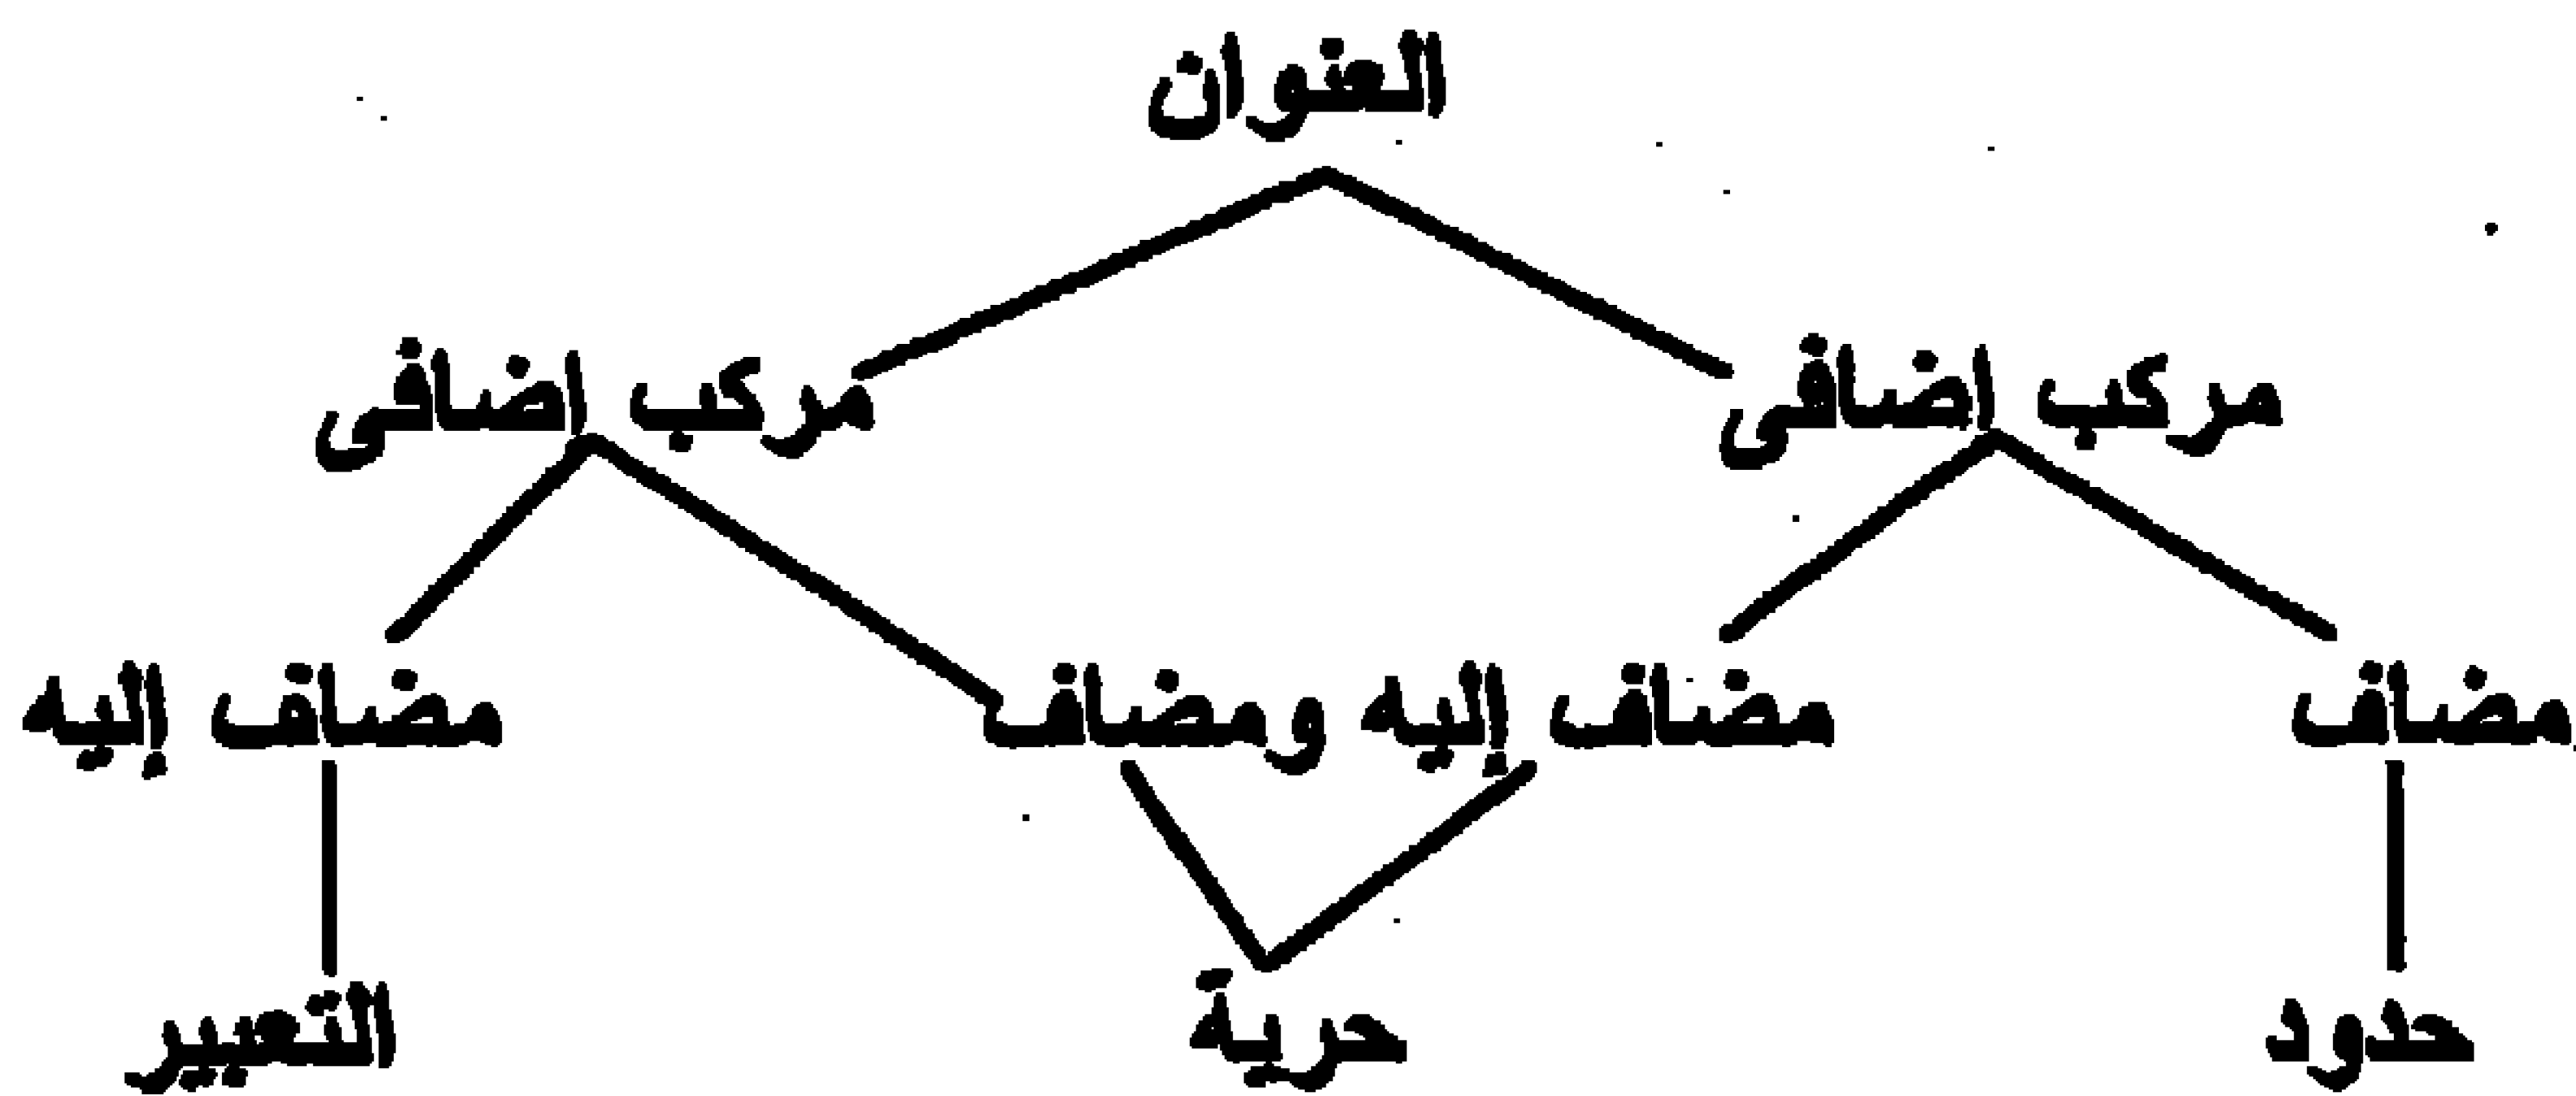 العنوان
مركب إضافى مركب إضافى
مضاف مضاف إليه ومضاف مضاف إليه
حدود حرية التعبير